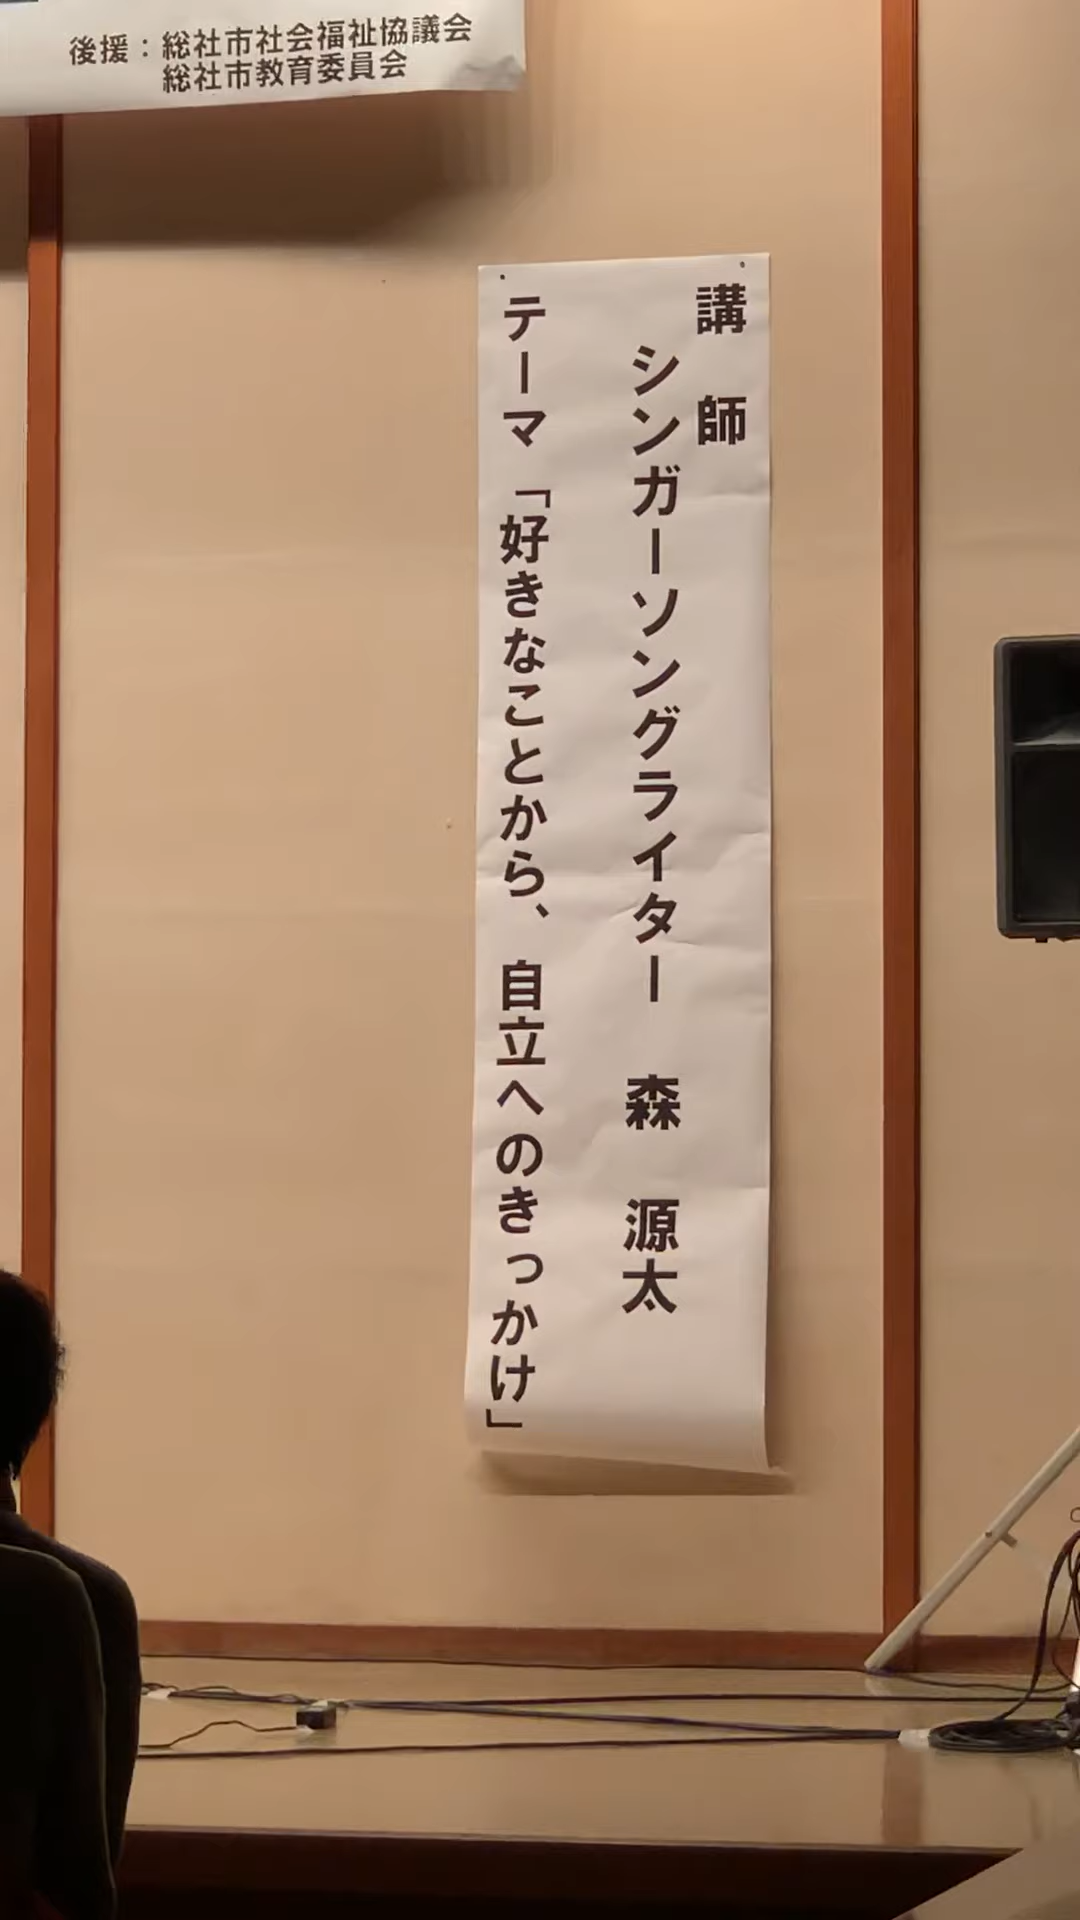 後援：総社市社会福祉協議会
総社市教育委員会
講師
シンガーソングライター 森 源太
テーマ「好きなことから、自立へのきっかけ」